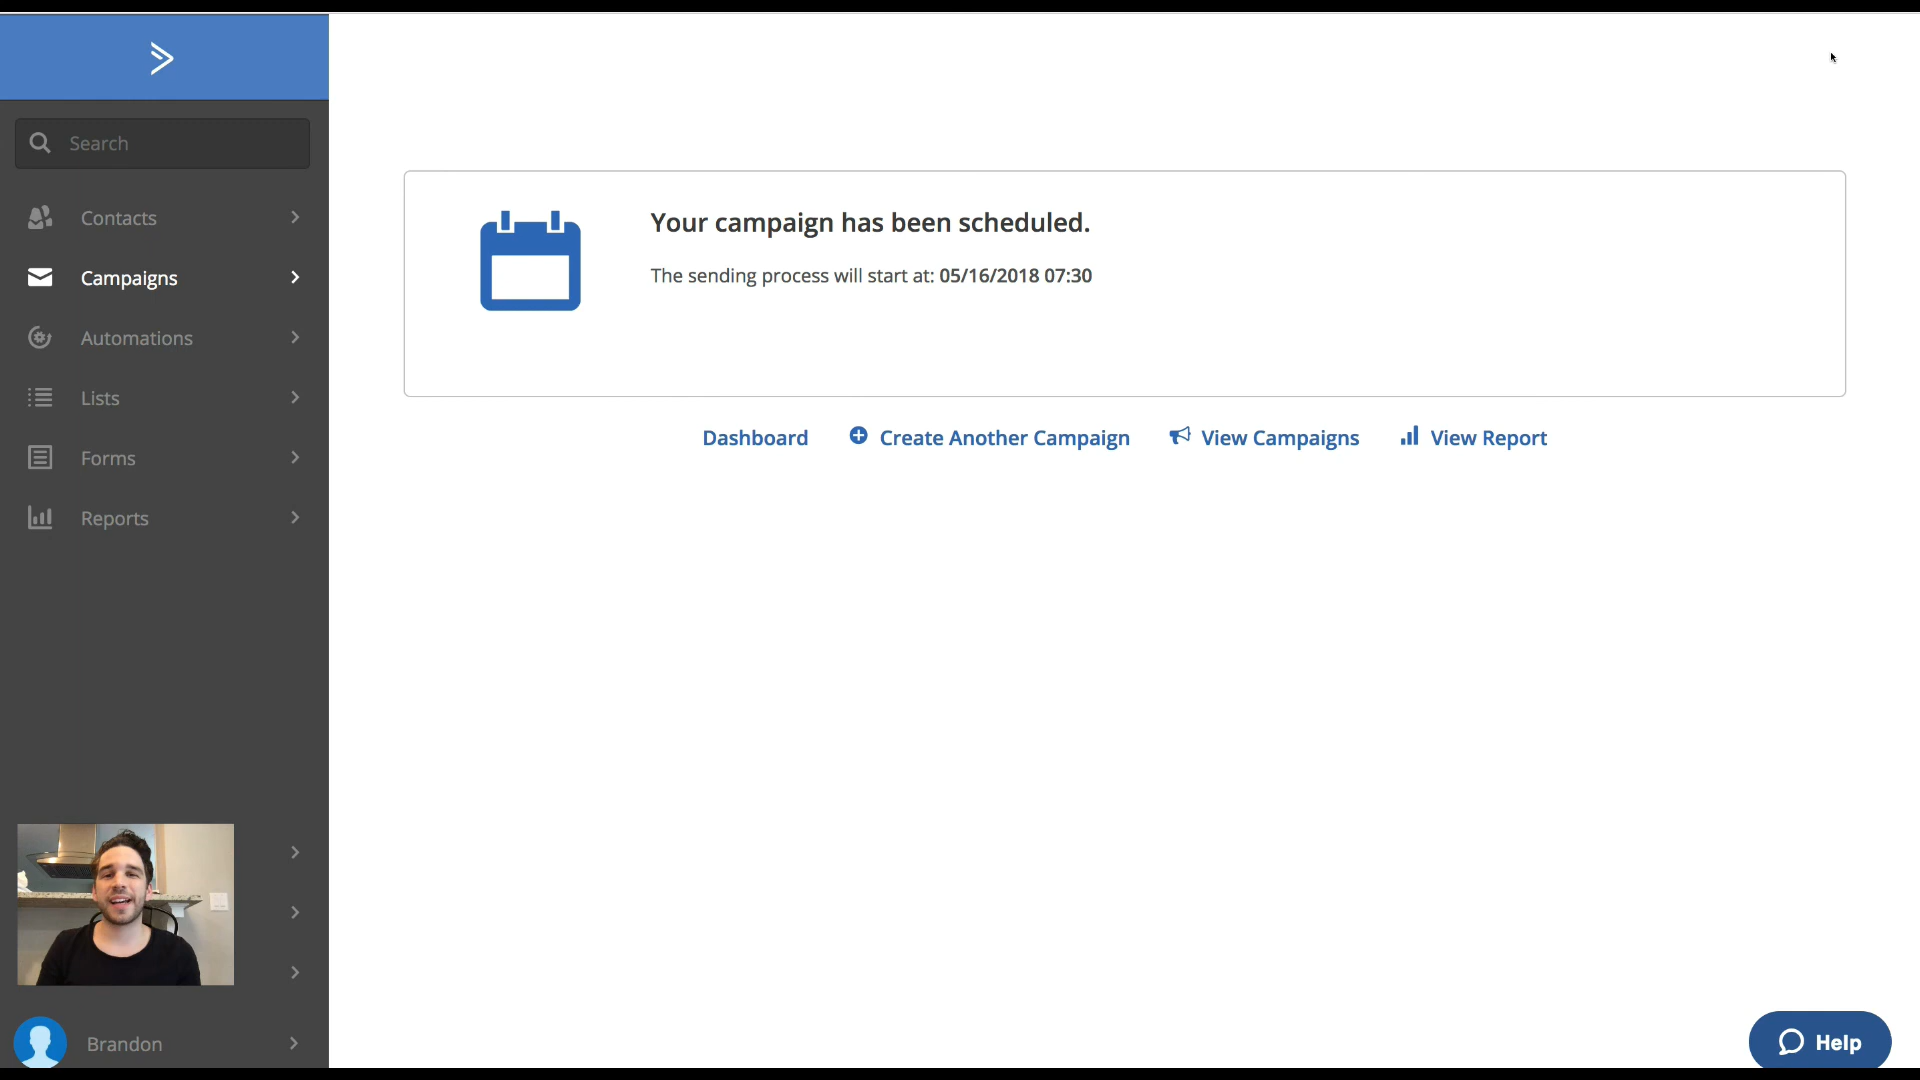 Search
Contacts
Campaigns
Automations
Lists
Forms
Reports
Brandon
Your campaign has been scheduled.
The sending process will start at: 05/16/2018 07:30
Dashboard
Create Another Campaign
View Campaigns
View Report
Help